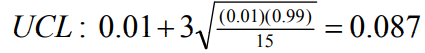 UCL: 0.01+3√((0.01)(0.99)/15) = 0.087